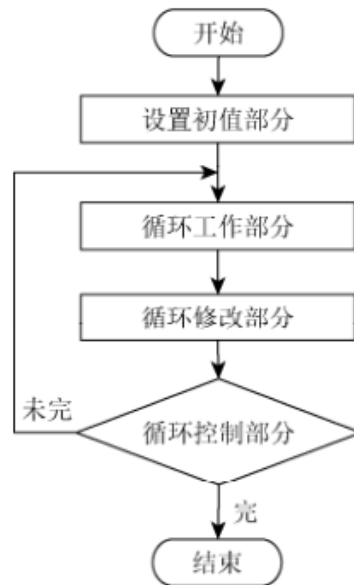 开始
设置初值部分
循环工作部分
循环修改部分
循环控制部分
未完
完
结束